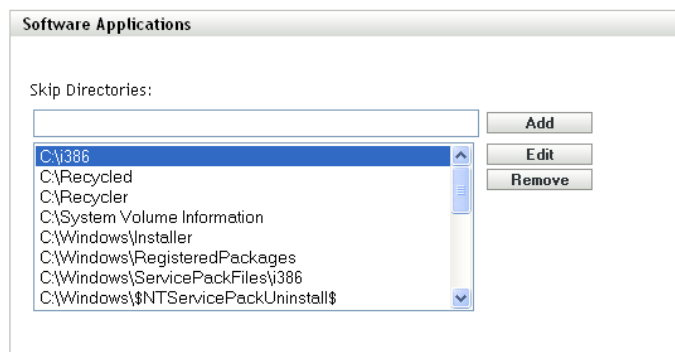 Software Applications
Skip Directories:
Add
C:\i386
Edit
C:\Recycled
Remove
C:\Recycler
C:\System Volume Information
C:\Windows\Installer
C:\Windows\RegisteredPackages
C:\Windows\ServicePackFiles\i386
C:\Windows\$NTServicePackUninstall$